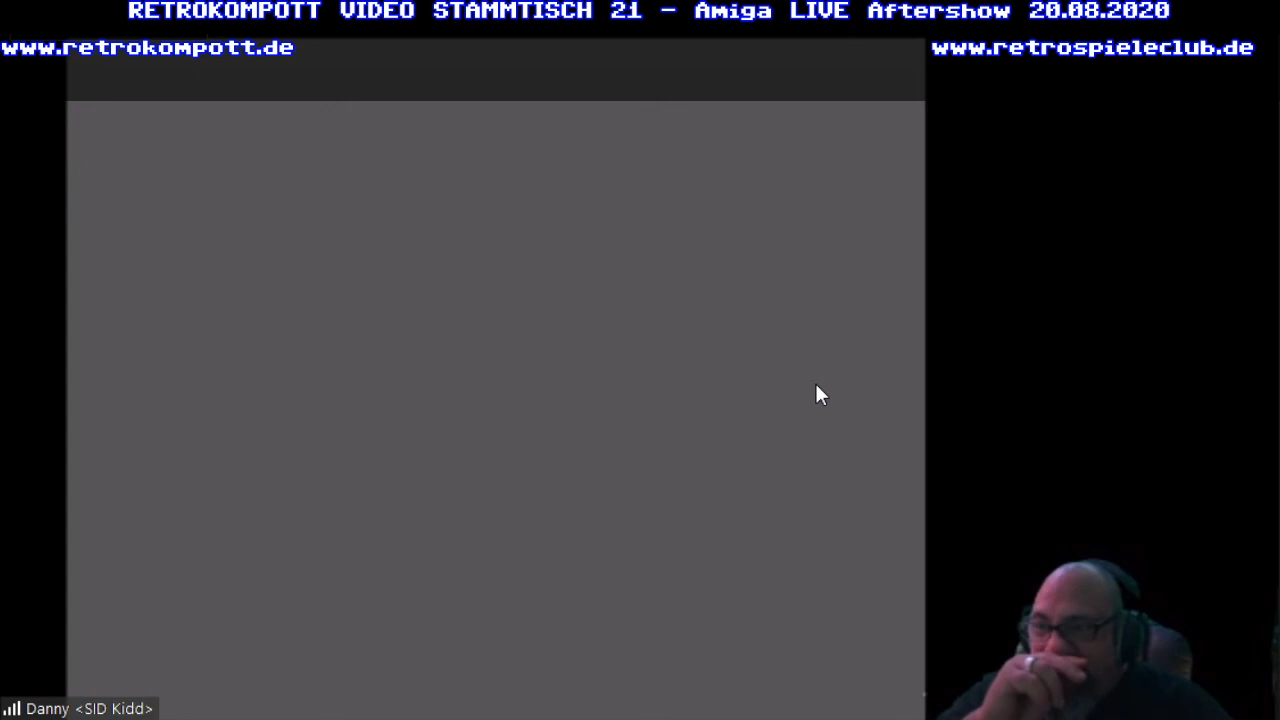 RETROKOMPOTT VIDEO STAMMTISCH 21 - Amiga LIVE Aftershow 20.08.2020
www.retrokompott.de
www.retrospieleclub.de
Danny <SID Kidd>